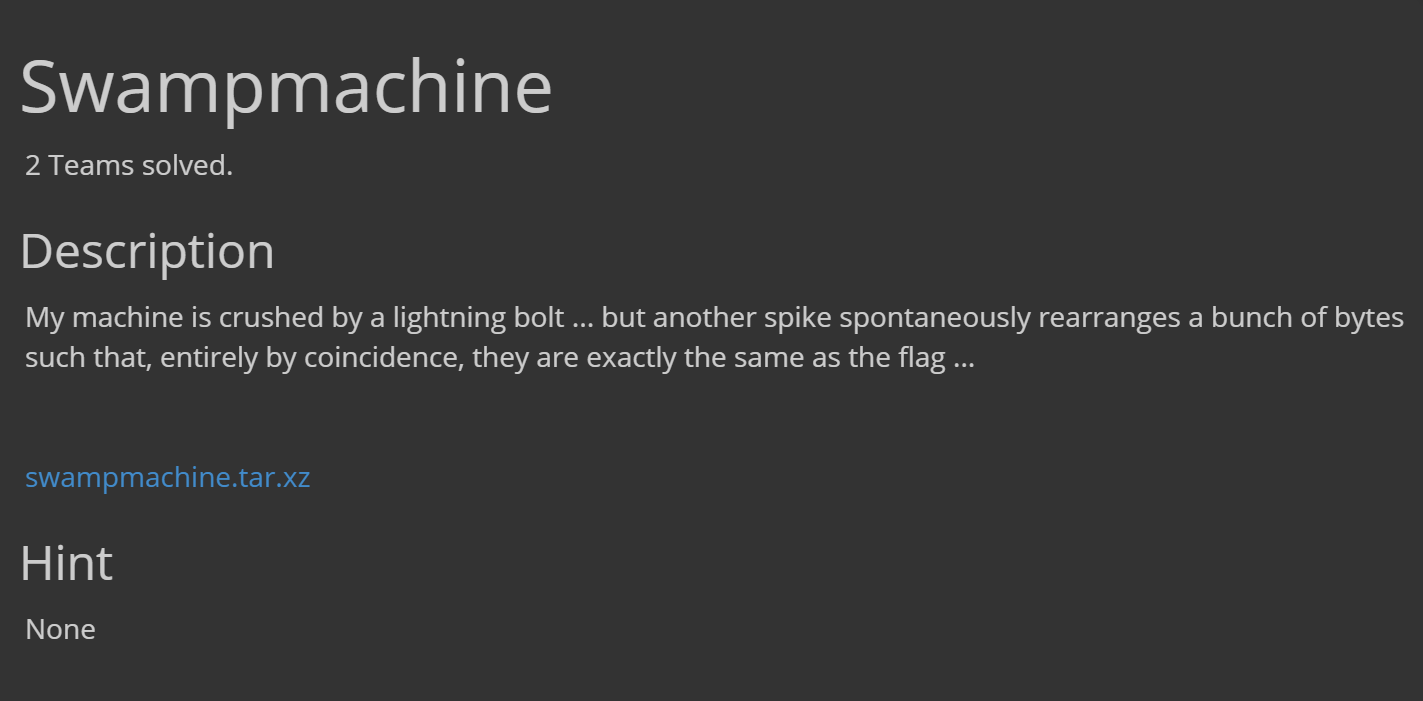 Swampmachine
2 Teams solved.
Description
My machine is crushed by a lightning bolt ... but another spike spontaneously rearranges a bunch of bytes
such that, entirely by coincidence, they are exactly the same as the flag ...
swampmachine.tar.xz
Hint
None